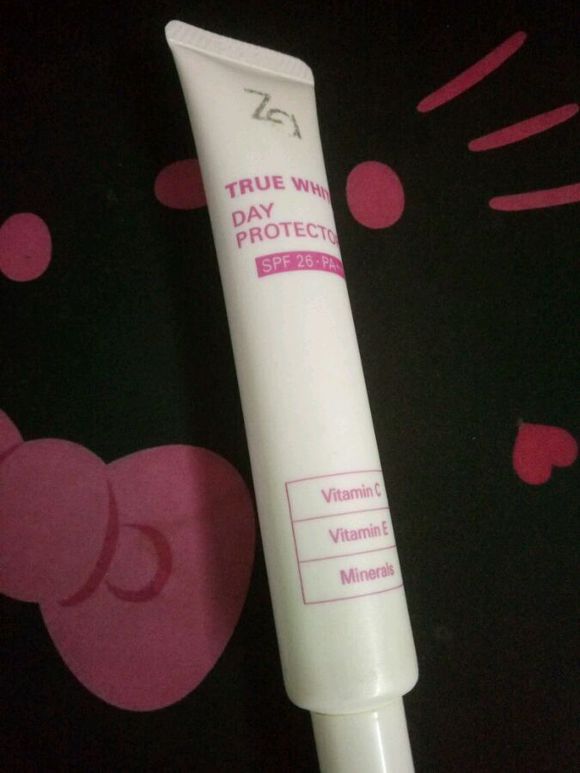 Za
TRUE WHIT
DAY
PROTECTO
SPF 26·PA+
Vitamin C
Vitamin E
Minerals